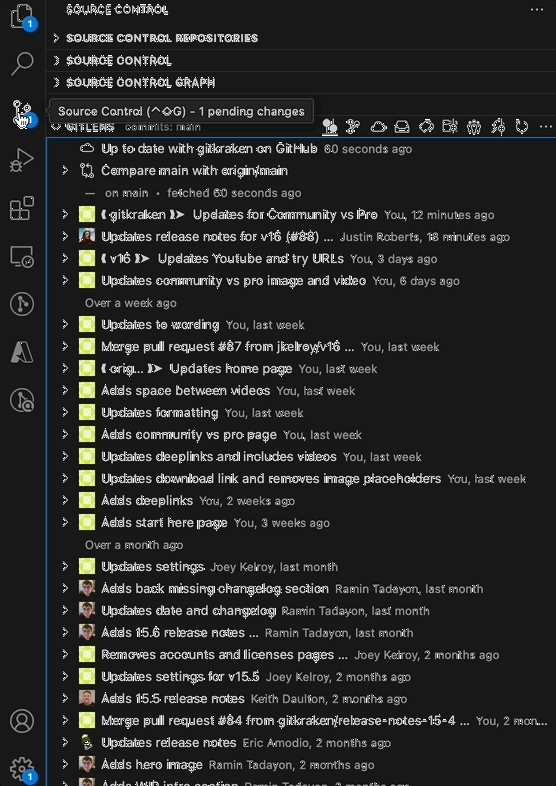 1
SOURCE CONTROL
SOURCE CONTROL REPOSITORIES
SOURCE CONTROL
SOURCE CONTROL GRAPH
Source Control (^⇧G) - 1 pending changes
GITLENS commits: main
Up to date with gitkraken on GitHub 60 seconds ago
Compare main with origin/main
— on main • fetched 60 seconds ago
❨ gitkraken ❩➤ Updates for Community vs Pro You, 12 minutes ago
Updates release notes for v16 (#88) ... Justin Roberts, 18 minutes ago
❨ v16 ❩➤ Updates Youtube and try URLs You, 3 days ago
Updates community vs pro image and video You, 6 days ago
Over a week ago
Updates to wording You, last week
Merge pull request #87 from jkelroy/v16 ... You, last week
❨ orig... ❩➤ Updates home page You, last week
Adds space between videos You, last week
Updates formatting You, last week
Adds community vs pro page You, last week
Updates deeplinks and includes videos You, last week
Updates download link and removes image placeholders You, last week
Adds deeplinks You, 2 weeks ago
Adds start here page You, 3 weeks ago
Over a month ago
Updates settings Joey Kelroy, last month
Adds back missing changelog section Ramin Tadayon, last month
Updates date and changelog Ramin Tadayon, last month
Adds 15.6 release notes ... Ramin Tadayon, last month
Removes accounts and licenses pages ... Joey Kelroy, 2 months ago
Updates settings for v15.5 Joey Kelroy, 2 months ago
Adds 15.5 release notes Keith Daulton, 2 months ago
Merge pull request #84 from gitkraken/release-notes-15-4 ... You, 2 mon...
Updates release notes Eric Amodio, 2 months ago
Adds hero image Ramin Tadayon, 2 months ago
Adds WIP intro section Ramin Tadayon, 2 months ago
1